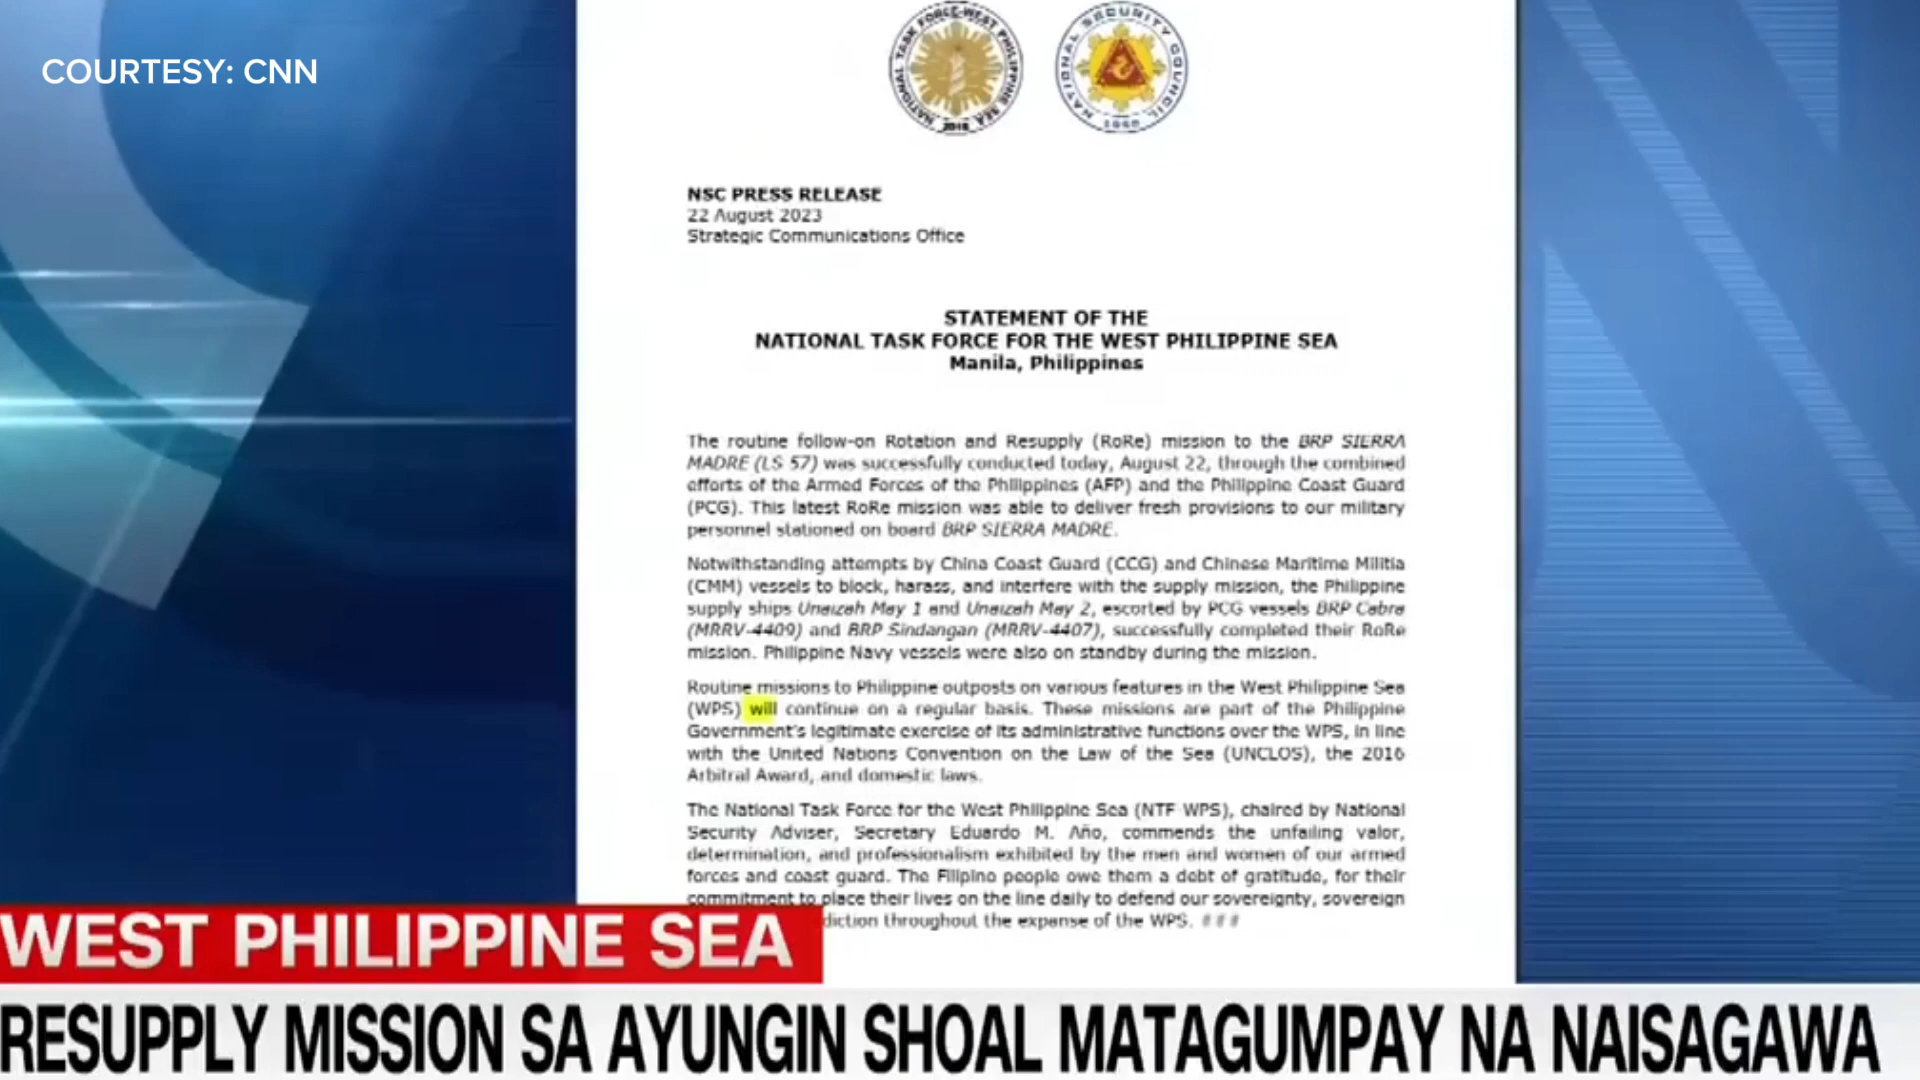 COURTESY: CNN
NATIONAL TASK FORCE-WEST PHILIPPINE SEA
2016
NATIONAL SECURITY COUNCIL
1950
NSC PRESS RELEASE
22 August 2023
Strategic Communications Office
STATEMENT OF THE
NATIONAL TASK FORCE FOR THE WEST PHILIPPINE SEA
Manila, Philippines
The routine follow-on Rotation and Resupply (RoRe) mission to the BRP SIERRA
MADRE (LS 57) was successfully conducted today, August 22, through the combined
efforts of the Armed Forces of the Philippines (AFP) and the Philippine Coast Guard
(PCG). This latest RoRe mission was able to deliver fresh provisions to our military
personnel stationed on board BRP SIERRA MADRE.
Notwithstanding attempts by China Coast Guard (CCG) and Chinese Maritime Militia
(CMM) vessels to block, harass, and interfere with the supply mission, the Philippine
supply ships Unaizah May 1 and Unaizah May 2, escorted by PCG vessels BRP Cabra
(MRRV-4409) and BRP Sindangan (MRRV-4407), successfully completed their RoRe
mission. Philippine Navy vessels were also on standby during the mission.
Routine missions to Philippine outposts on various features in the West Philippine Sea
(WPS) will continue on a regular basis. These missions are part of the Philippine
Government's legitimate exercise of its administrative functions over the WPS, in line
with the United Nations Convention on the Law of the Sea (UNCLOS), the 2016
Arbitral Award, and domestic laws.
The National Task Force for the West Philippine Sea (NTF WPS), chaired by National
Security Adviser, Secretary Eduardo M. Año, commends the unfailing valor,
determination, and professionalism exhibited by the men and women of our armed
forces and coast guard. The Filipino people owe them a debt of gratitude, for their
commitment to place their lives on the line daily to defend our sovereignty, sovereign
diction throughout the expanse of the WPS. ###
WEST PHILIPPINE SEA
RESUPPLY MISSION SA AYUNGIN SHOAL MATAGUMPAY NA NAISAGAWA